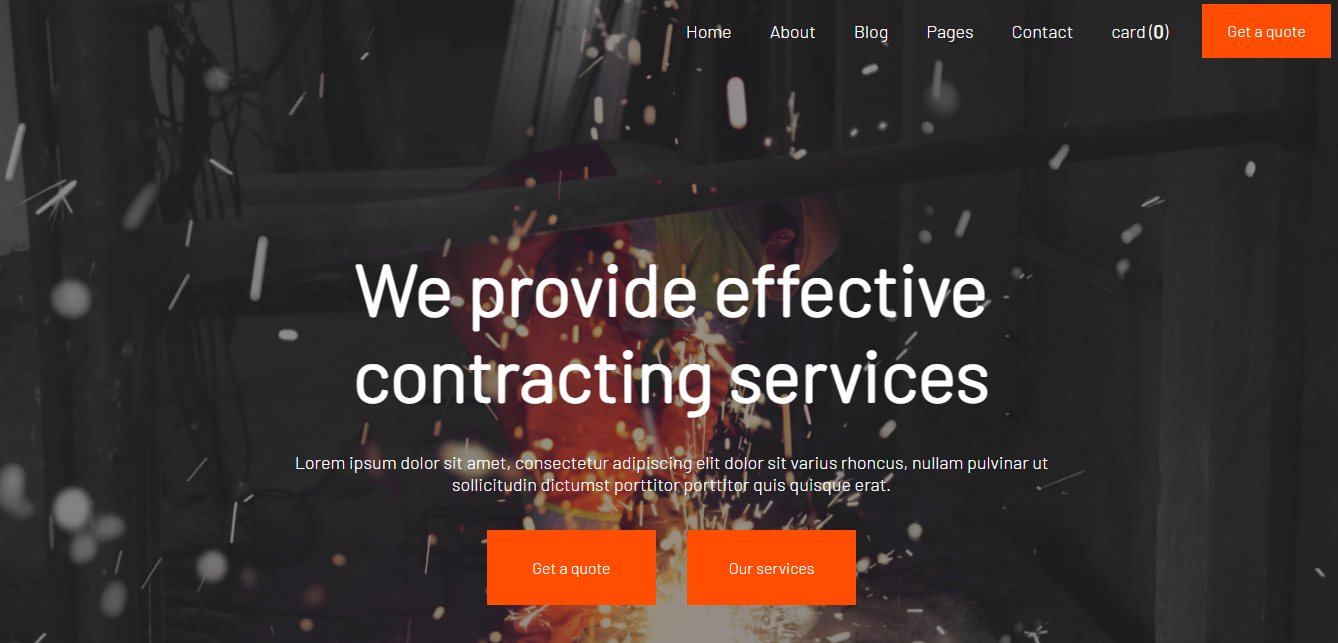 Home About Blog Pages Contact card (0) Get a quote
We provide effective
contracting services
Lorem ipsum dolor sit amet, consectetur adipiscing elit dolor sit varius rhoncus, nullam pulvinar ut
sollicitudin dictumst porttitor porttitor quis quisque erat.
Get a quote Our services